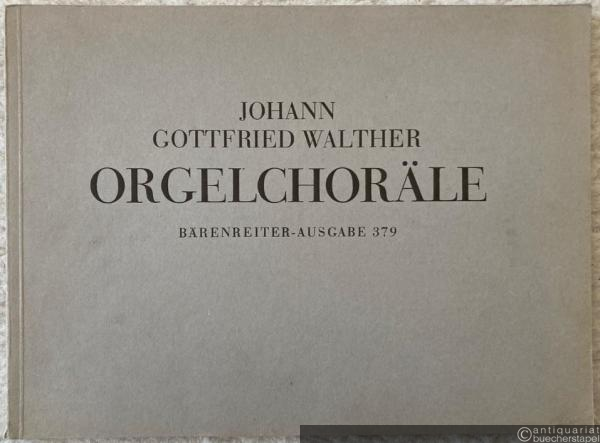 JOHANN
GOTTFRIED WALTHER
ORGELCHORÄLE
BÄRENREITER-AUSGABE 379
©antiquariat
buecherstapel